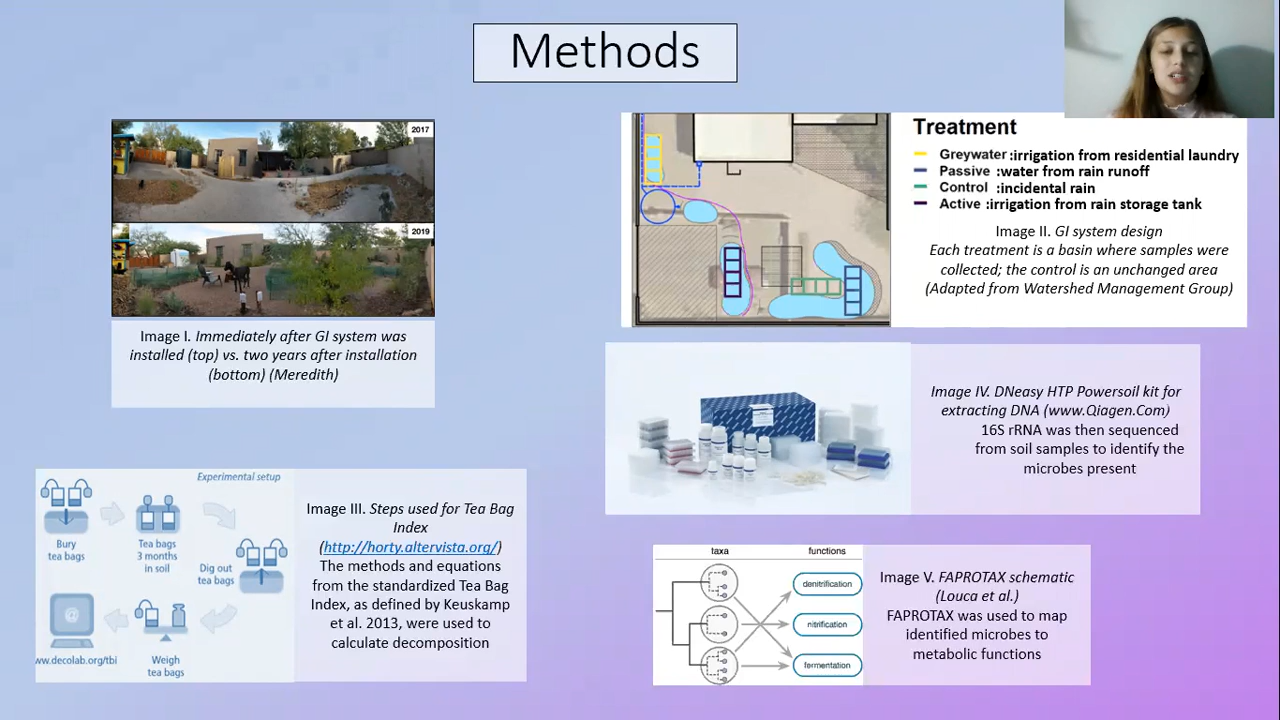 Methods
2017
2019
Image I. Immediately after GI system was
installed (top) vs. two years after installation
(bottom) (Meredith)
Treatment
Greywater :irrigation from residential laundry
Passive :water from rain runoff
Control :incidental rain
Active :irrigation from rain storage tank
Image II. GI system design
Each treatment is a basin where samples were
collected; the control is an unchanged area
(Adapted from Watershed Management Group)
Experimental setup
Bury
tea bags
Tea bags
3 months
in soil
Dig out
tea bags
Weigh
tea bags
ww.decolab.org/tbi
Image III. Steps used for Tea Bag
Index
(http://horty.altervista.org/)
The methods and equations
from the standardized Tea Bag
Index, as defined by Keuskamp
et al. 2013, were used to
calculate decomposition
Image IV. DNeasy HTP Powersoil kit for
extracting DNA (www.Qiagen.Com)
16S rRNA was then sequenced
from soil samples to identify the
microbes present
taxa
functions
denitrification
nitrification
fermentation
Image V. FAPROTAX schematic
(Louca et al.)
FAPROTAX was used to map
identified microbes to
metabolic functions